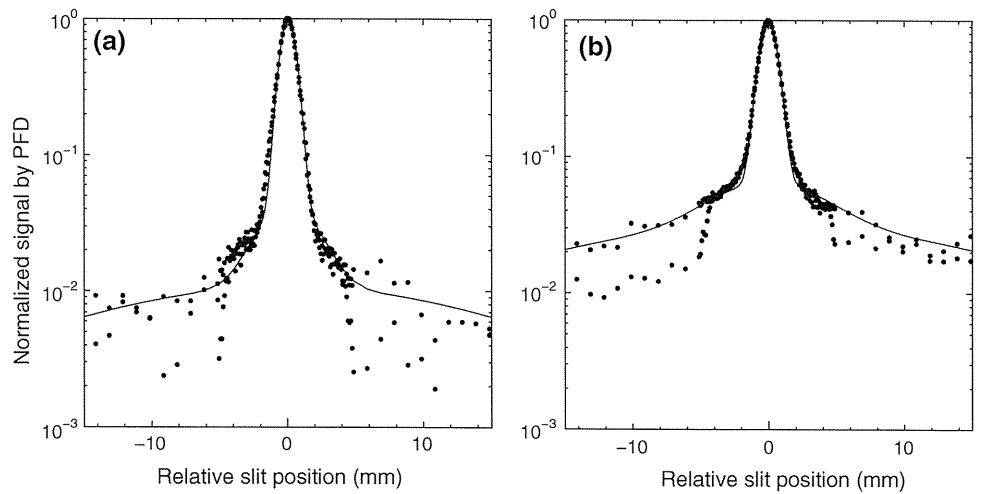 (a)
(b)
Normalized signal by PFD
10^0
10^-1
10^-2
10^-3
−10
0
10
Relative slit position (mm)
10^0
10^-1
10^-2
10^-3
−10
0
10
Relative slit position (mm)